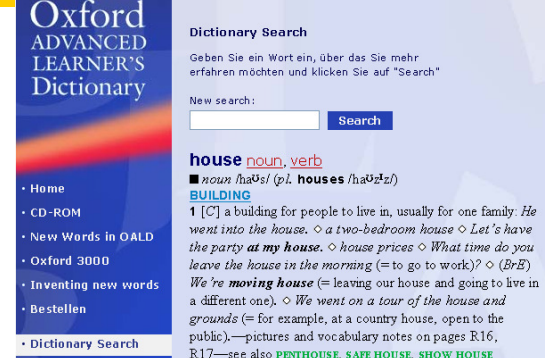 Oxford
ADVANCED
LEARNER'S
Dictionary
• Home
• CD-ROM
• New Words in OALD
• Oxford 3000
• Inventing new words
• Bestellen
• Dictionary Search
Dictionary Search
Geben Sie ein Wort ein, über das Sie mehr
erfahren möchten und klicken Sie auf "Search"
New search:
Search
house noun, verb
■ noun /haʊs/ (pl. houses /haʊzɪz/)
BUILDING
1 [C] a building for people to live in, usually for one family: He
went into the house. ◇ a two-bedroom house ◇ Let's have
the party at my house. ◇ house prices ◇ What time do you
leave the house in the morning (= to go to work)? ◇ (BrE)
We're moving house (= leaving our house and going to live in
a different one). ◇ We went on a tour of the house and
grounds (= for example, at a country house, open to the
public).—pictures and vocabulary notes on pages R16,
R17—see also PENTHOUSE, SAFE HOUSE, SHOW HOUSE